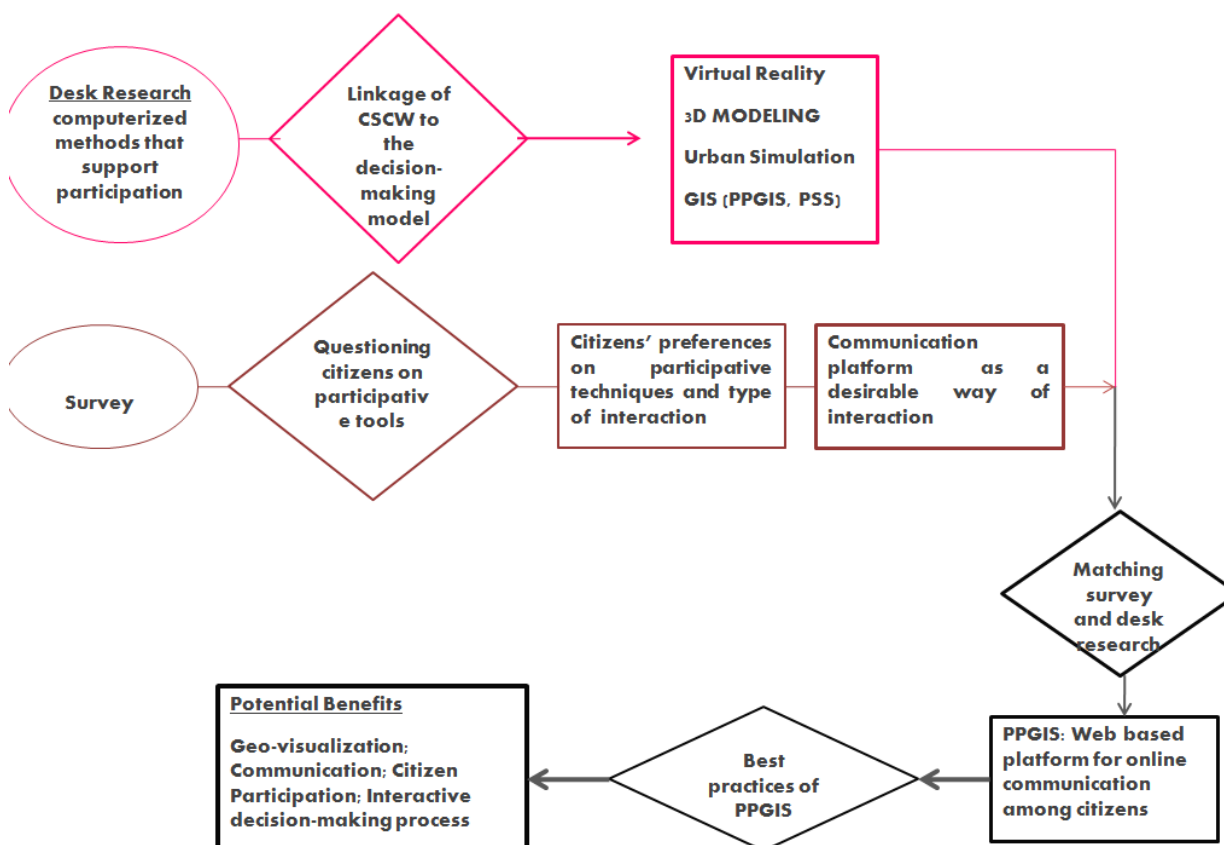 Desk Research
computerized
methods that
support
participation
Linkage of
CSCW to
the
decision-
making
model
Virtual Reality
3D MODELING
Urban Simulation
GIS (PPGIS, PSS)
Survey
Questioning
citizens on
participativ
e tools
Citizens’ preferences
on participative
techniques and type
of interaction
Communication
platform as a
desirable way of
interaction
Matching
survey
and desk
research
PPGIS: Web based
platform for online
communication
among citizens
Best
practices of
PPGIS
Potential Benefits
Geo-visualization;
Communication; Citizen
Participation; Interactive
decision-making process